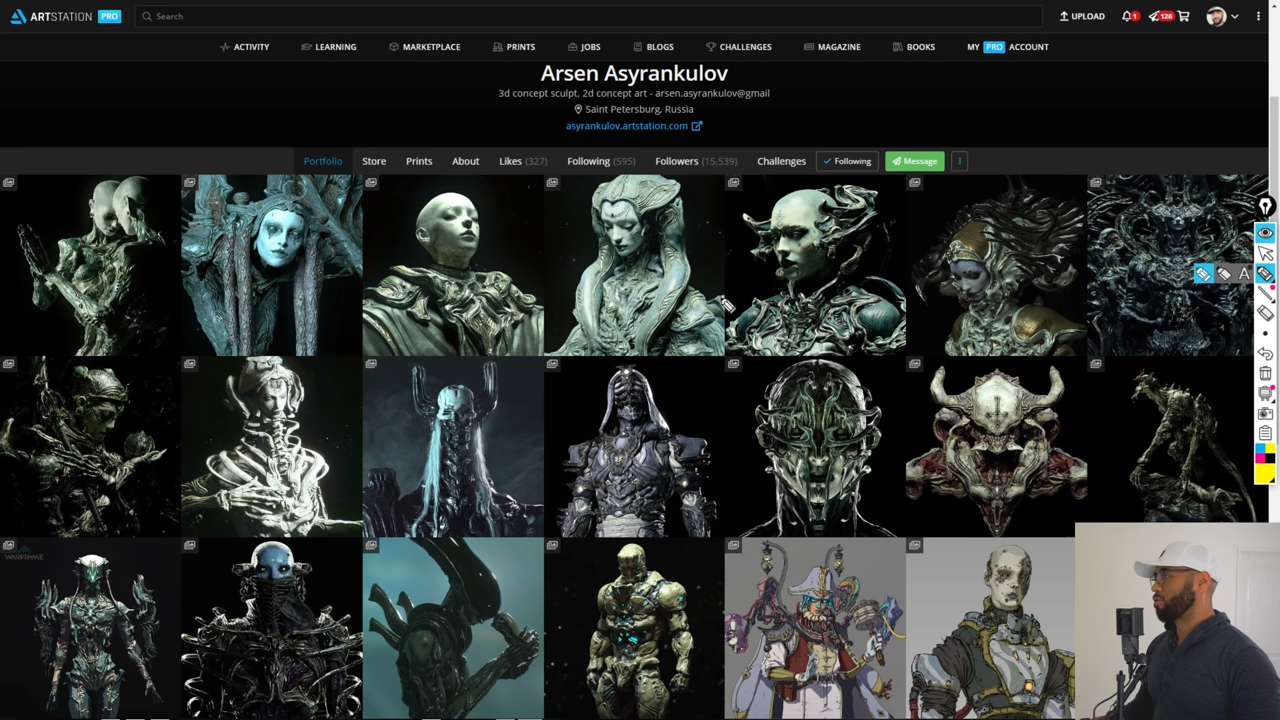 ARTSTATION PRO
Search
UPLOAD
1
126
ACTIVITY
LEARNING
MARKETPLACE
PRINTS
JOBS
BLOGS
CHALLENGES
MAGAZINE
BOOKS
MY PRO ACCOUNT
Arsen Asyrankulov
3d concept sculpt, 2d concept art - arsen.asyrankulov@gmail
Saint Petersburg, Russia
asyrankulov.artstation.com
Portfolio
Store
Prints
About
Likes (327)
Following (595)
Followers (15,539)
Challenges
Following
Message
A
WARFRAME